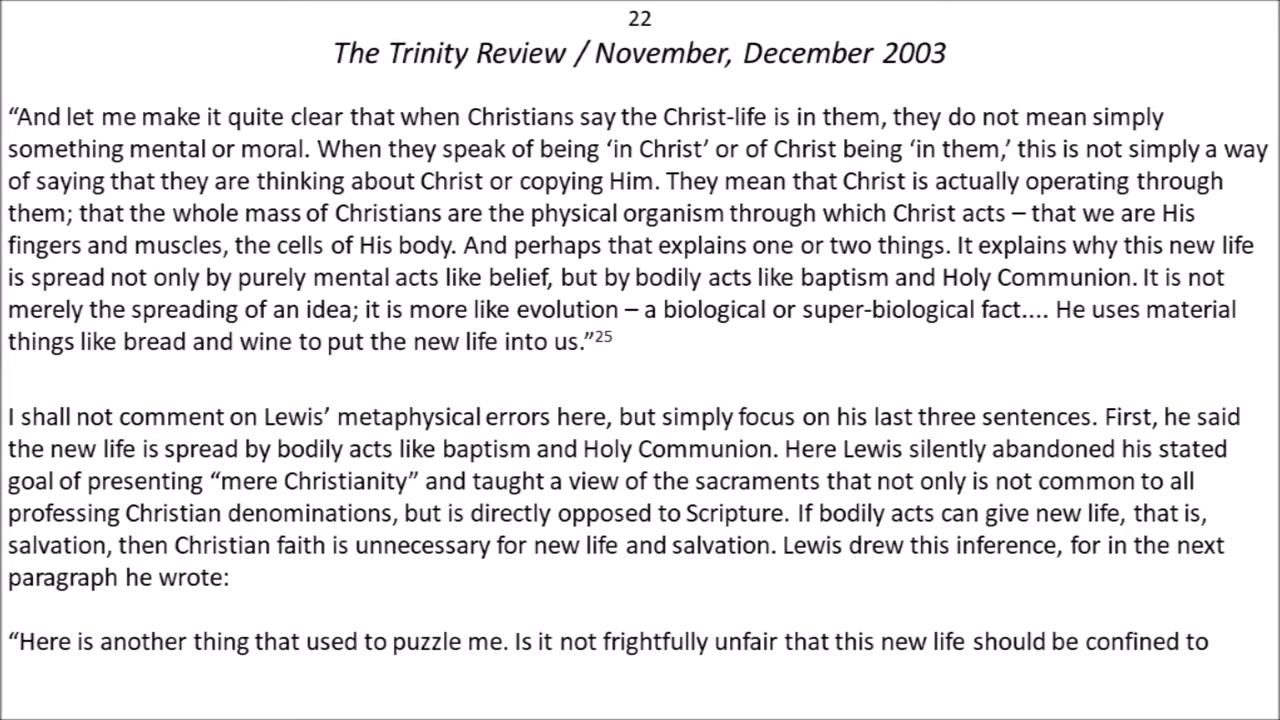 22
The Trinity Review / November, December 2003
“And let me make it quite clear that when Christians say the Christ-life is in them, they do not mean simply
something mental or moral. When they speak of being ‘in Christ’ or of Christ being ‘in them,’ this is not simply a way
of saying that they are thinking about Christ or copying Him. They mean that Christ is actually operating through
them; that the whole mass of Christians are the physical organism through which Christ acts – that we are His
fingers and muscles, the cells of His body. And perhaps that explains one or two things. It explains why this new life
is spread not only by purely mental acts like belief, but by bodily acts like baptism and Holy Communion. It is not
merely the spreading of an idea; it is more like evolution – a biological or super-biological fact.... He uses material
things like bread and wine to put the new life into us.”25
I shall not comment on Lewis’ metaphysical errors here, but simply focus on his last three sentences. First, he said
the new life is spread by bodily acts like baptism and Holy Communion. Here Lewis silently abandoned his stated
goal of presenting “mere Christianity” and taught a view of the sacraments that not only is not common to all
professing Christian denominations, but is directly opposed to Scripture. If bodily acts can give new life, that is,
salvation, then Christian faith is unnecessary for new life and salvation. Lewis drew this inference, for in the next
paragraph he wrote:
“Here is another thing that used to puzzle me. Is it not frightfully unfair that this new life should be confined to